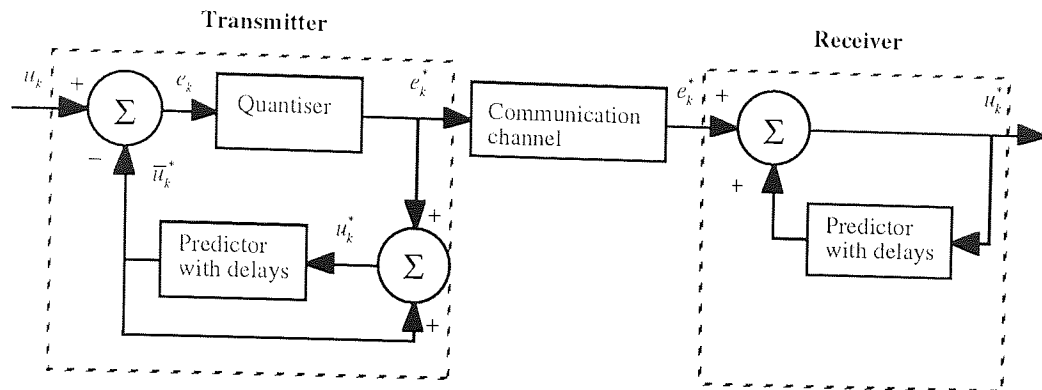 Transmitter
Receiver
u_k
+
Σ
−
e_k
Quantiser
e_k^*
Communication
channel
e_k^*
+
Σ
+
u_k^*
ū_k^*
Predictor
with delays
u_k^*
+
Σ
+
Predictor
with delays